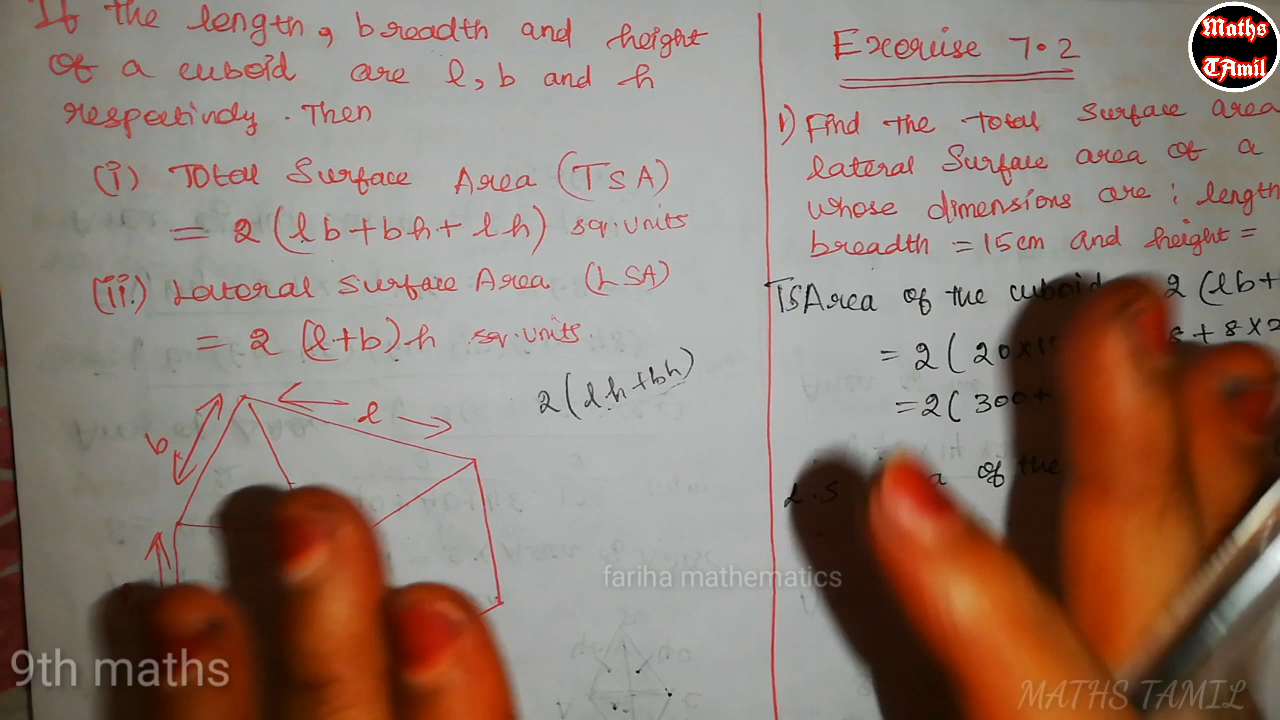 If the length, breadth and height
of a cuboid are l, b and h
respectively. Then
(i) Total Surface Area (TSA)
= 2 (lb+bh+lh) sq.units
(ii) Lateral Surface Area (LSA)
= 2 (l+b)h sq.units.
2(lh+bh)
b
l
Exercise 7.2
1) Find the total surface area
lateral surface area of a
whose dimensions are : length
breadth = 15cm and height =
TSArea of the cuboid 2 (lb+
= 2( 20×1 + 8×2
=2( 300+
L.S a of the
Maths
TAmil
fariha mathematics
9th maths
MATHS TAMIL